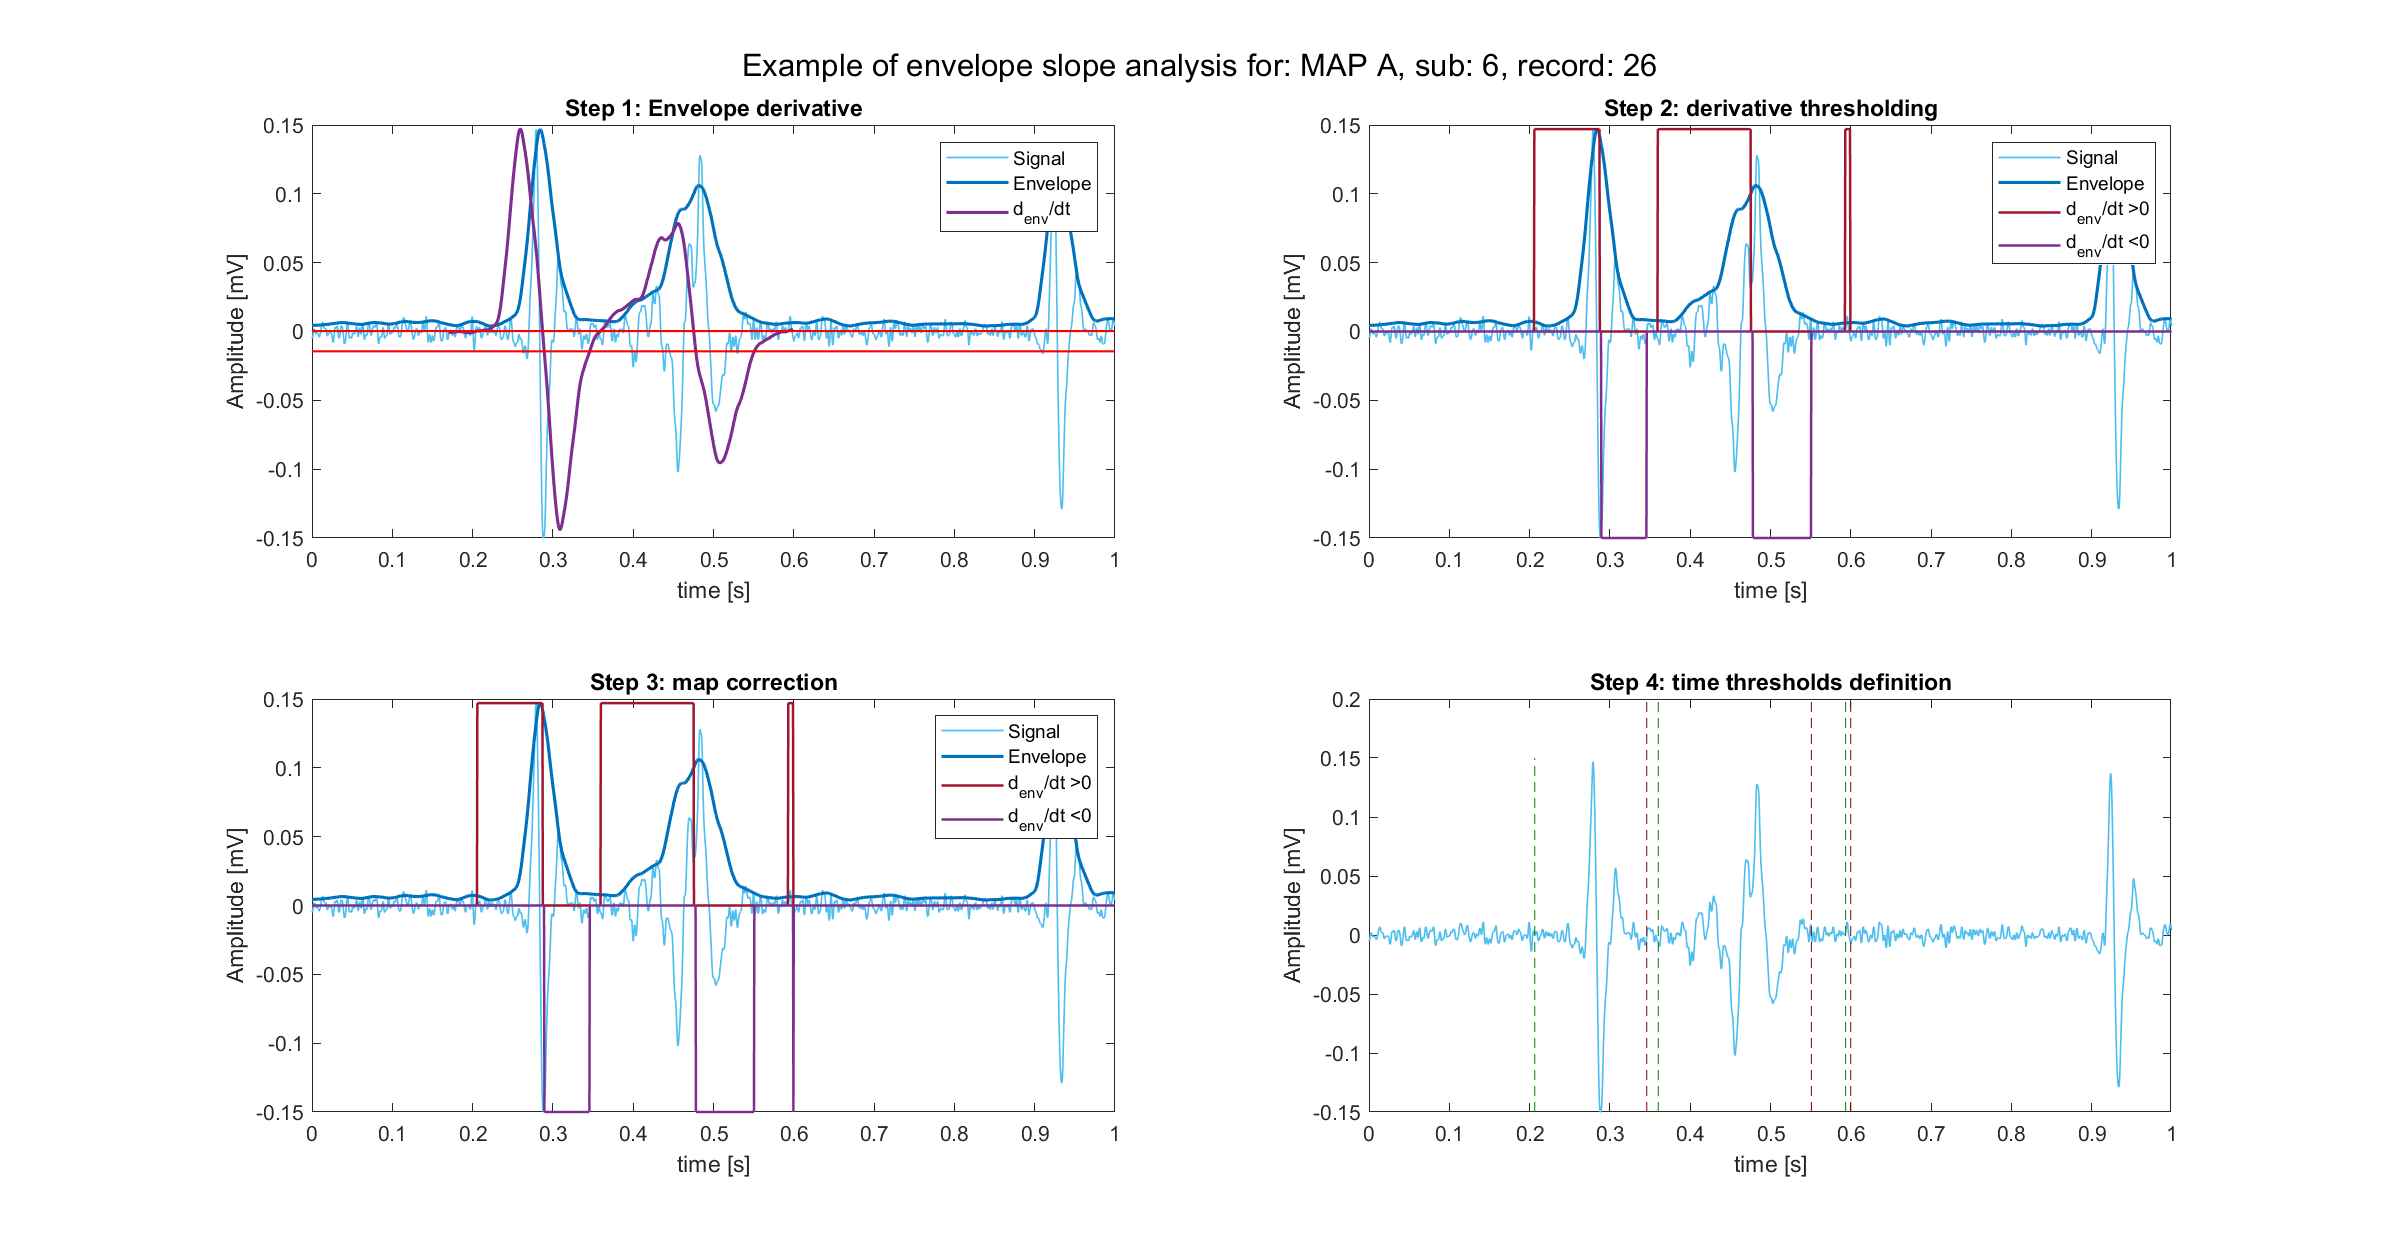 Example of envelope slope analysis for: MAP A, sub: 6, record: 26
Step 1: Envelope derivative
0.15
0.1
0.05
0
-0.05
-0.1
-0.15
Amplitude [mV]
0 0.1 0.2 0.3 0.4 0.5 0.6 0.7 0.8 0.9 1
time [s]
Signal
Envelope
d_env/dt
Step 2: derivative thresholding
0.15
0.1
0.05
0
-0.05
-0.1
-0.15
Amplitude [mV]
0 0.1 0.2 0.3 0.4 0.5 0.6 0.7 0.8 0.9 1
time [s]
Signal
Envelope
d_env/dt >0
d_env/dt <0
Step 3: map correction
0.15
0.1
0.05
0
-0.05
-0.1
-0.15
Amplitude [mV]
0 0.1 0.2 0.3 0.4 0.5 0.6 0.7 0.8 0.9 1
time [s]
Signal
Envelope
d_env/dt >0
d_env/dt <0
Step 4: time thresholds definition
0.2
0.15
0.1
0.05
0
-0.05
-0.1
-0.15
Amplitude [mV]
0 0.1 0.2 0.3 0.4 0.5 0.6 0.7 0.8 0.9 1
time [s]